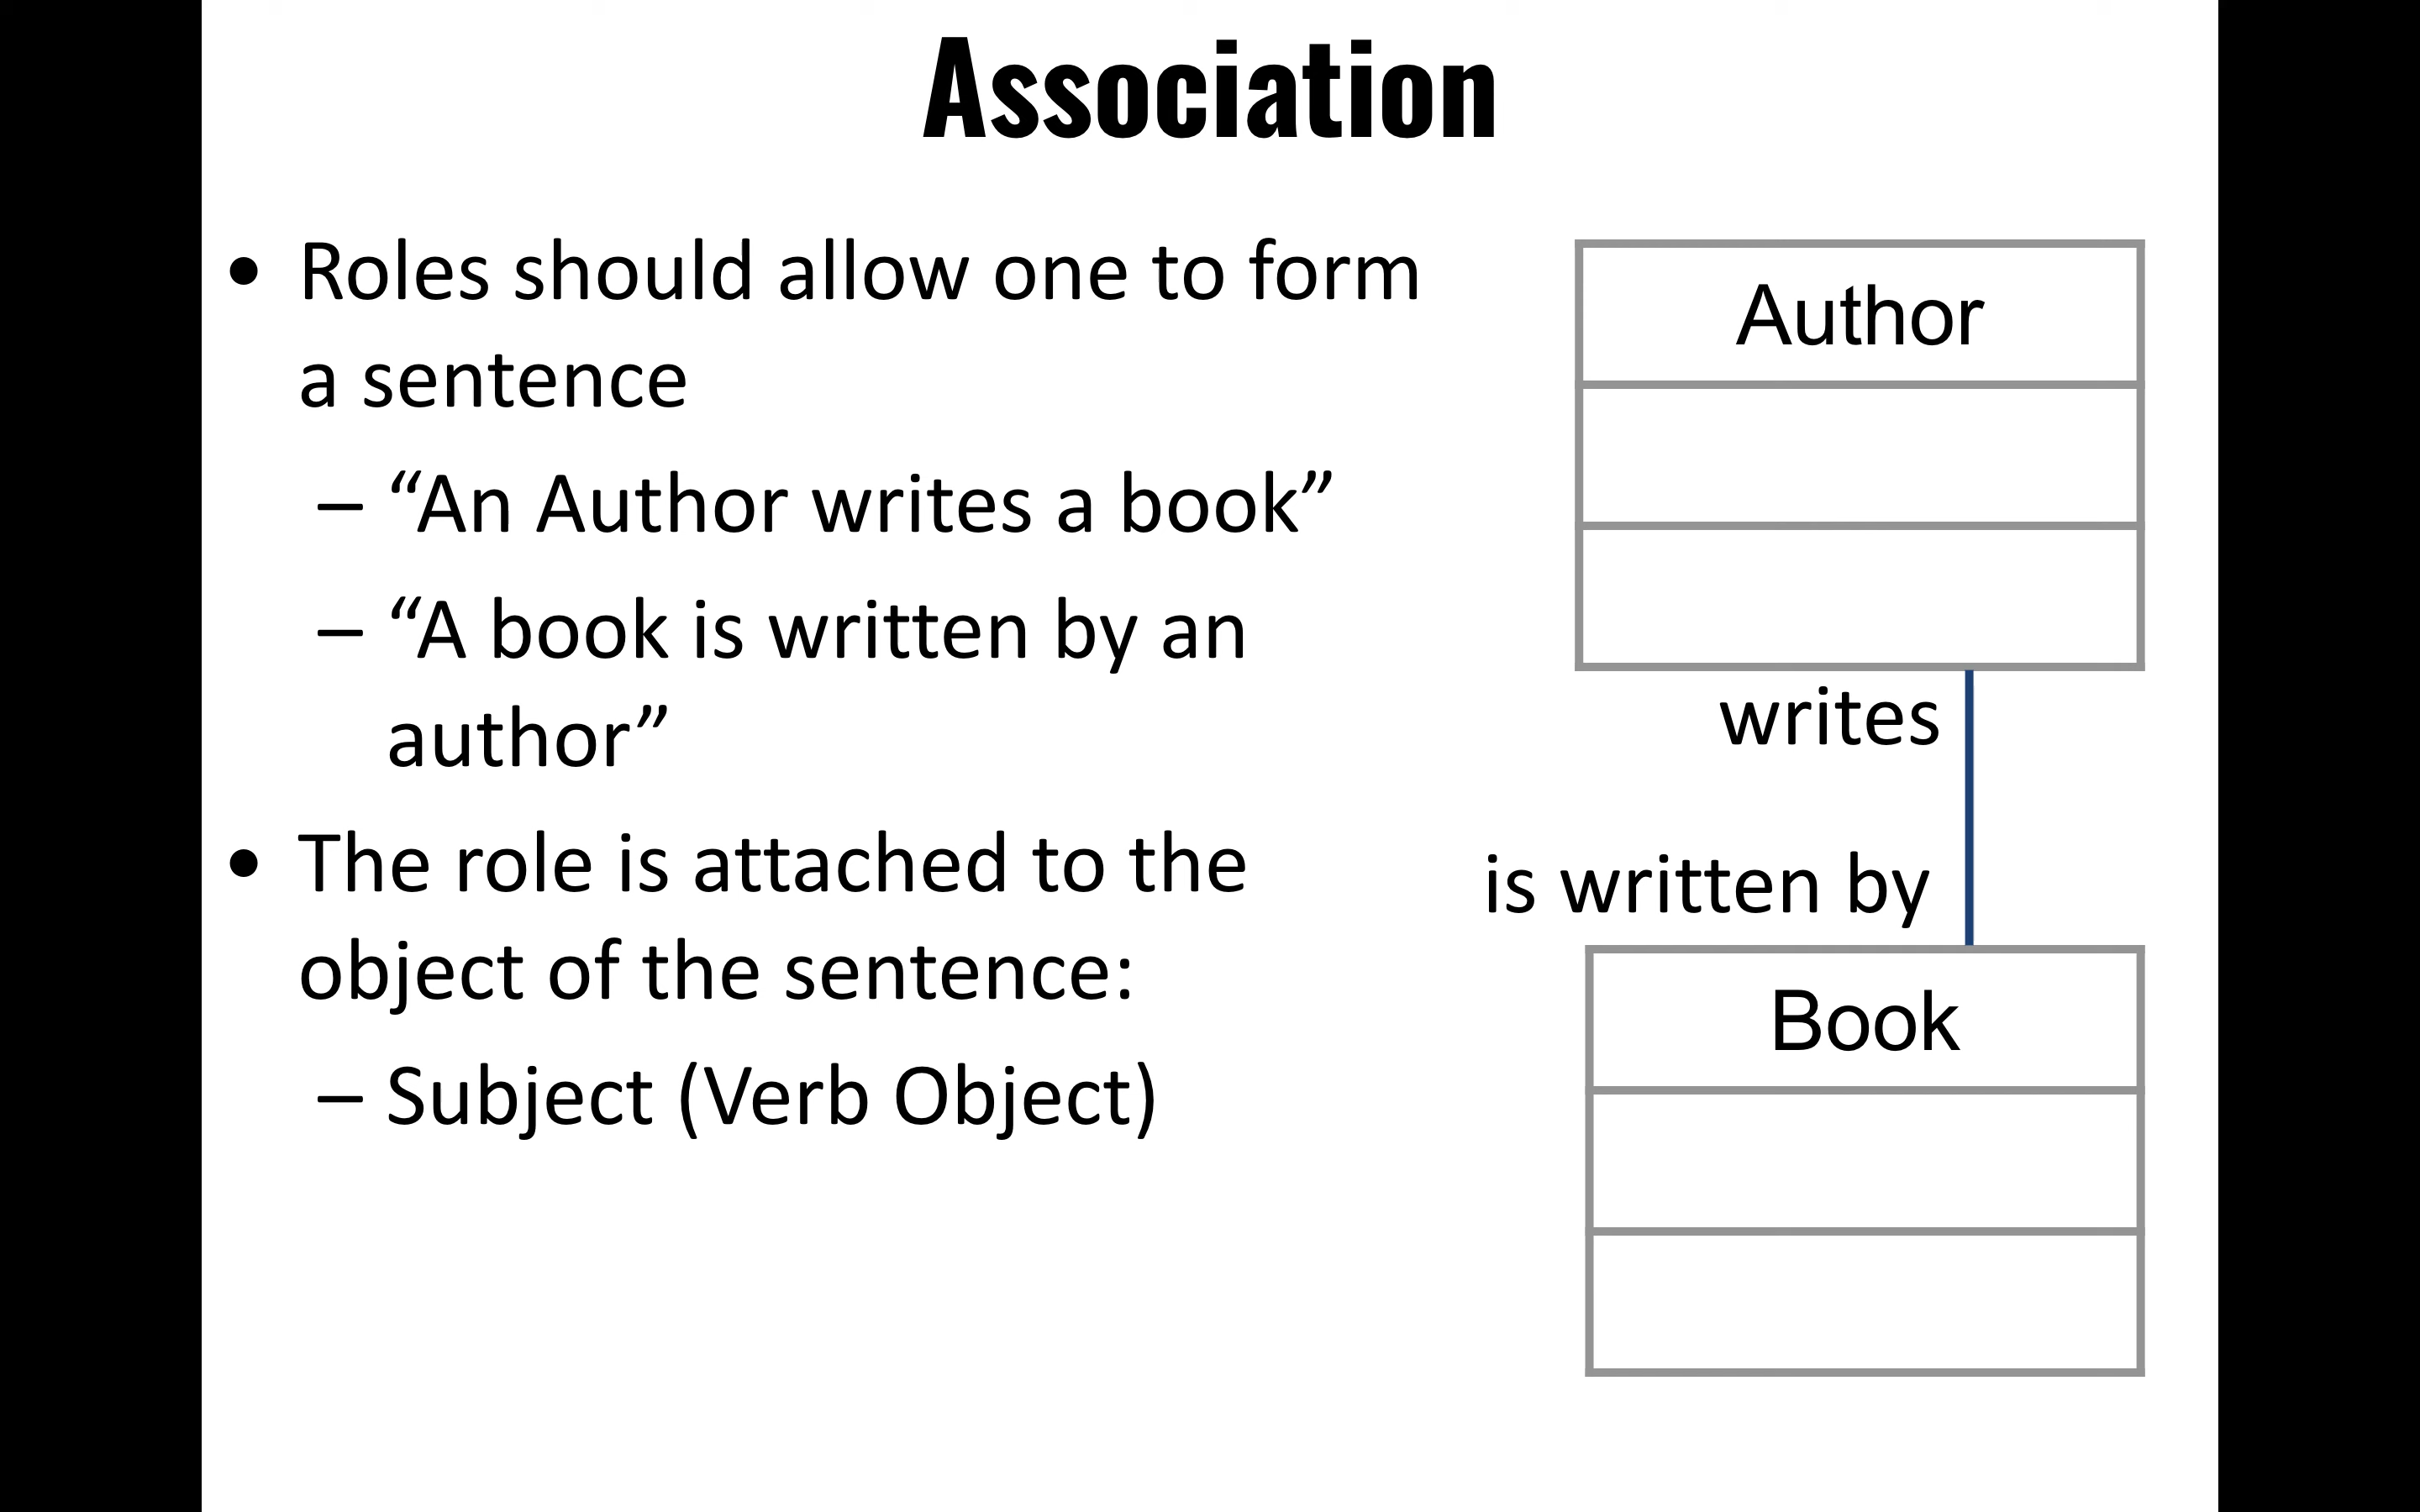 Association
• Roles should allow one to form
a sentence
– “An Author writes a book”
– “A book is written by an
author”
• The role is attached to the
object of the sentence:
– Subject (Verb Object)
Author
writes
is written by
Book